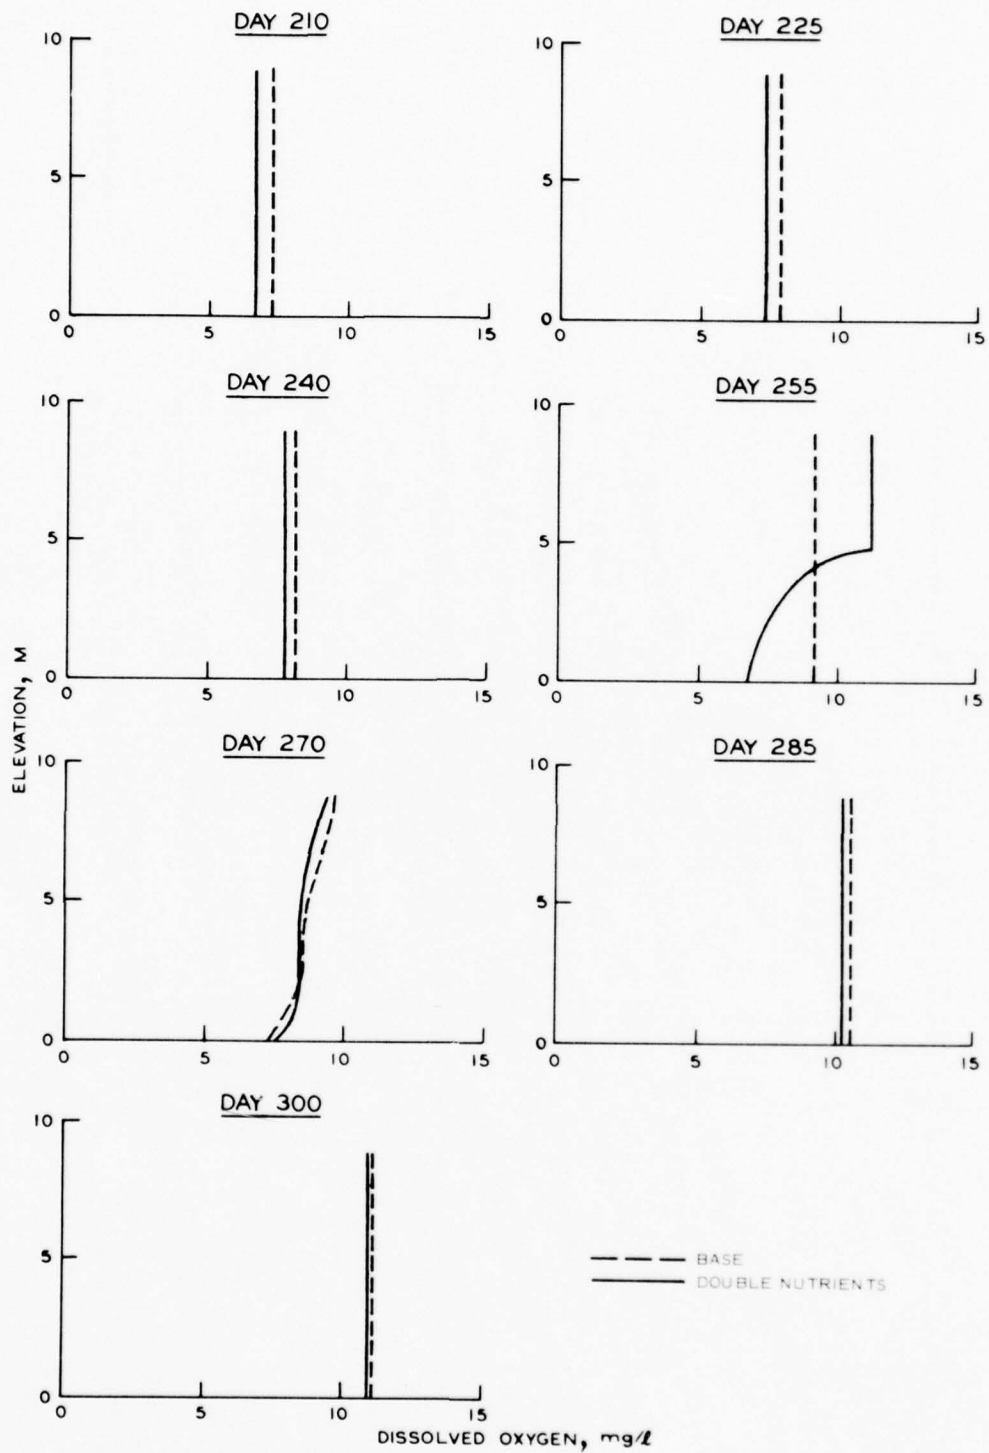 DAY 210
10
5
0
0 5 10 15
DAY 225
10
5
0
0 5 10 15
DAY 240
10
5
0
0 5 10 15
DAY 255
10
5
0
0 5 10 15
DAY 270
10
5
0
0 5 10 15
DAY 285
10
5
0
0 5 10 15
DAY 300
10
5
0
0 5 10 15
ELEVATION, M
BASE
DOUBLE NUTRIENTS
DISSOLVED OXYGEN, mg/ℓ